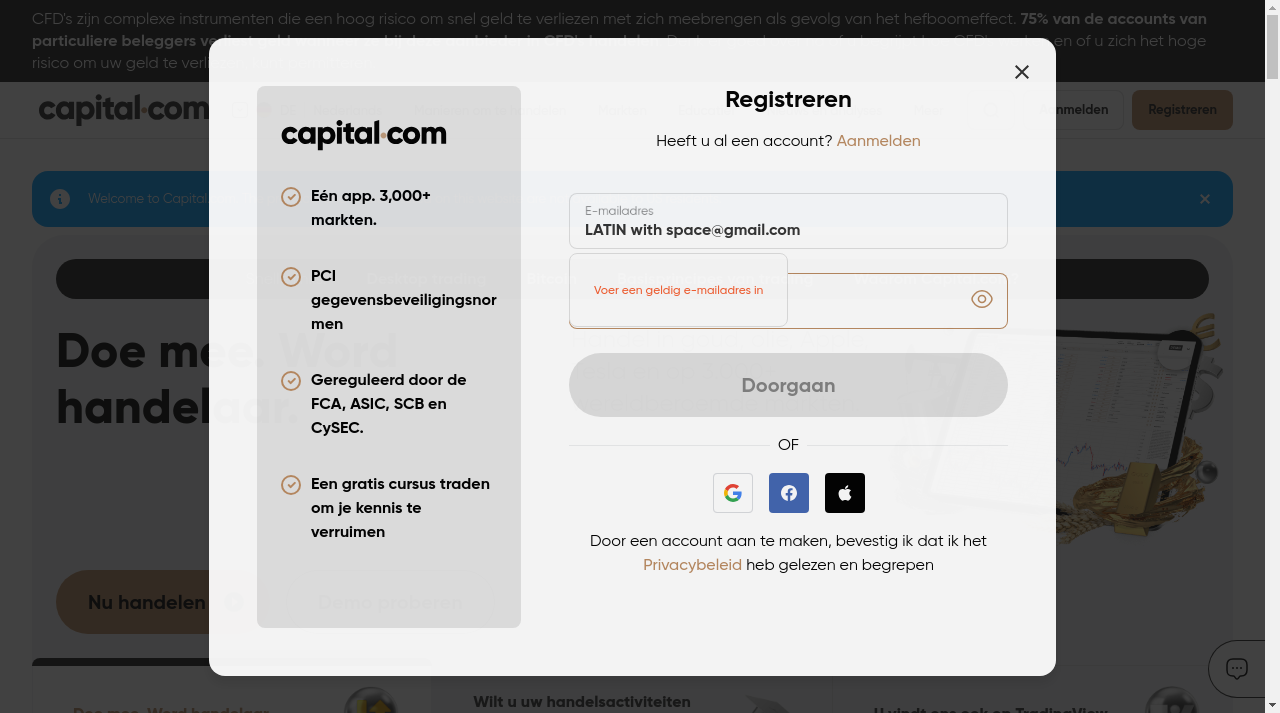 CFD's zijn complexe instrumenten die een hoog risico om snel geld te verliezen met zich meebrengen als gevolg van het hefboomeffect. 75% van de accounts van
particuliere beleggers
en of u zich het hoge
risico om uw geld te
capital.com
Aanmelden
Registreren
Welcome to Capital.
Registreren
Heeft u al een account? Aanmelden
capital.com
Eén app. 3,000+
markten.
PCI
gegevensbeveiligingsnor
men
Gereguleerd door de
FCA, ASIC, SCB en
CySEC.
Een gratis cursus traden
om je kennis te
verruimen
E-mailadres
LATIN with space@gmail.com
Voer een geldig e-mailadres in
Doorgaan
OF
Door een account aan te maken, bevestig ik dat ik het
Privacybeleid heb gelezen en begrepen
Doe mee. Word
handelaar.
Nu handelen
Demo proberen
Doe mee. Word handelaar.
Wilt u uw handelsactiviteiten
U vindt ons ook op TradingView